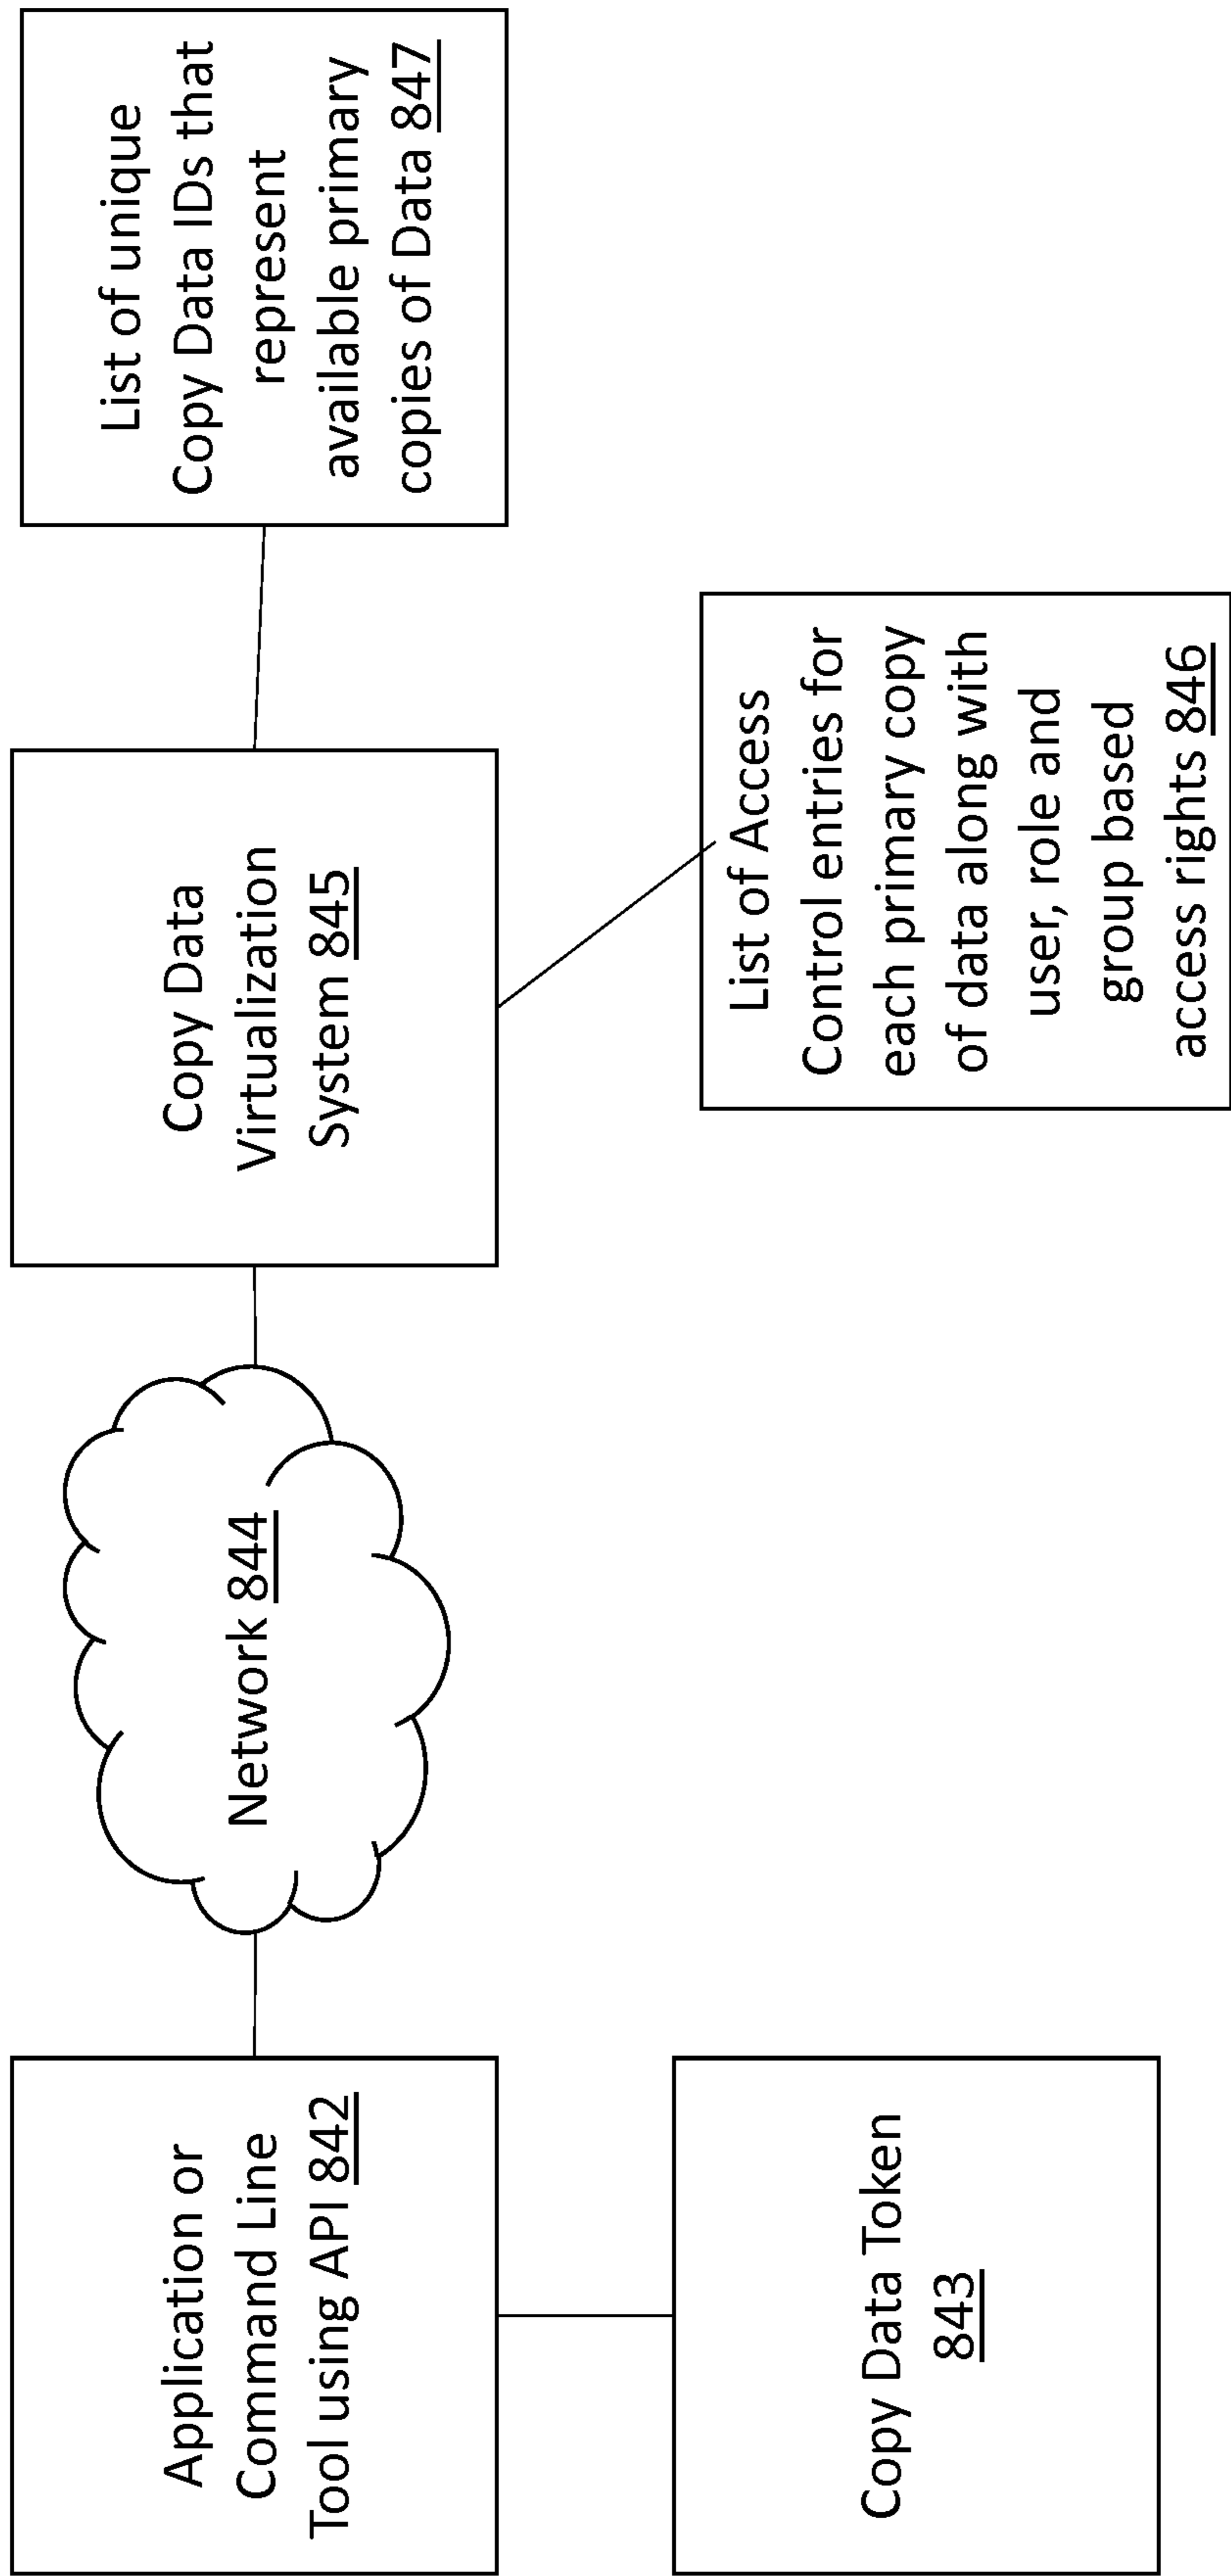 Application or
Command Line
Tool using API 842
Copy Data Token
843
Network 844
Copy Data
Virtualization
System 845
List of Access
Control entries for
each primary copy
of data along with
user, role and
group based
access rights 846
List of unique
Copy Data IDs that
represent
available primary
copies of Data 847